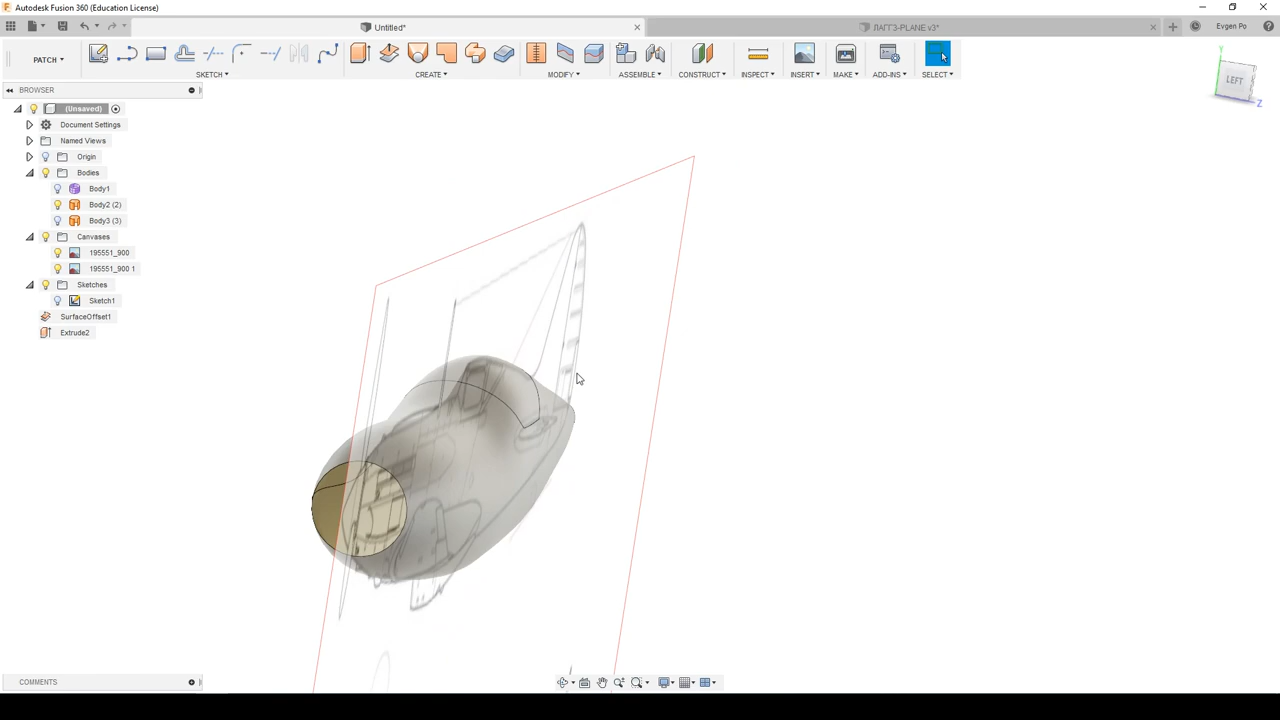 Autodesk Fusion 360 (Education License)
Untitled*
ЛАГГ3-PLANE v3*
Evgen Po
PATCH
SKETCH
CREATE
MODIFY
ASSEMBLE
CONSTRUCT
INSPECT
INSERT
MAKE
ADD-INS
SELECT
BROWSER
(Unsaved)
Document Settings
Named Views
Origin
Bodies
Body1
Body2 (2)
Body3 (3)
Canvases
195551_900
195551_900 1
Sketches
Sketch1
SurfaceOffset1
Extrude2
LEFT
Y
Z
COMMENTS